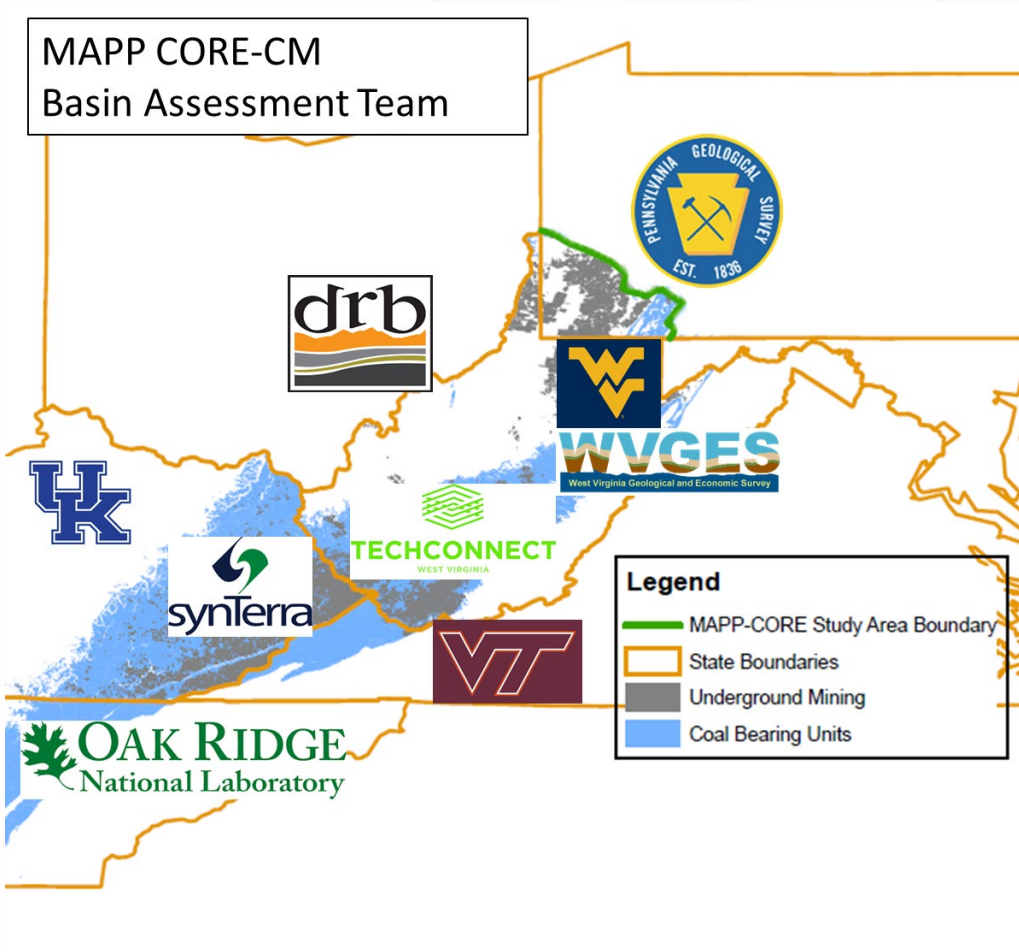 MAPP CORE-CM
Basin Assessment Team
PENNSYLVANIA GEOLOGICAL SURVEY
EST. 1836
drb
WV
WVGES
West Virginia Geological and Economic Survey
UK
TECHCONNECT
WEST VIRGINIA
synTerra
VT
OAK RIDGE
National Laboratory
Legend
MAPP-CORE Study Area Boundary
State Boundaries
Underground Mining
Coal Bearing Units